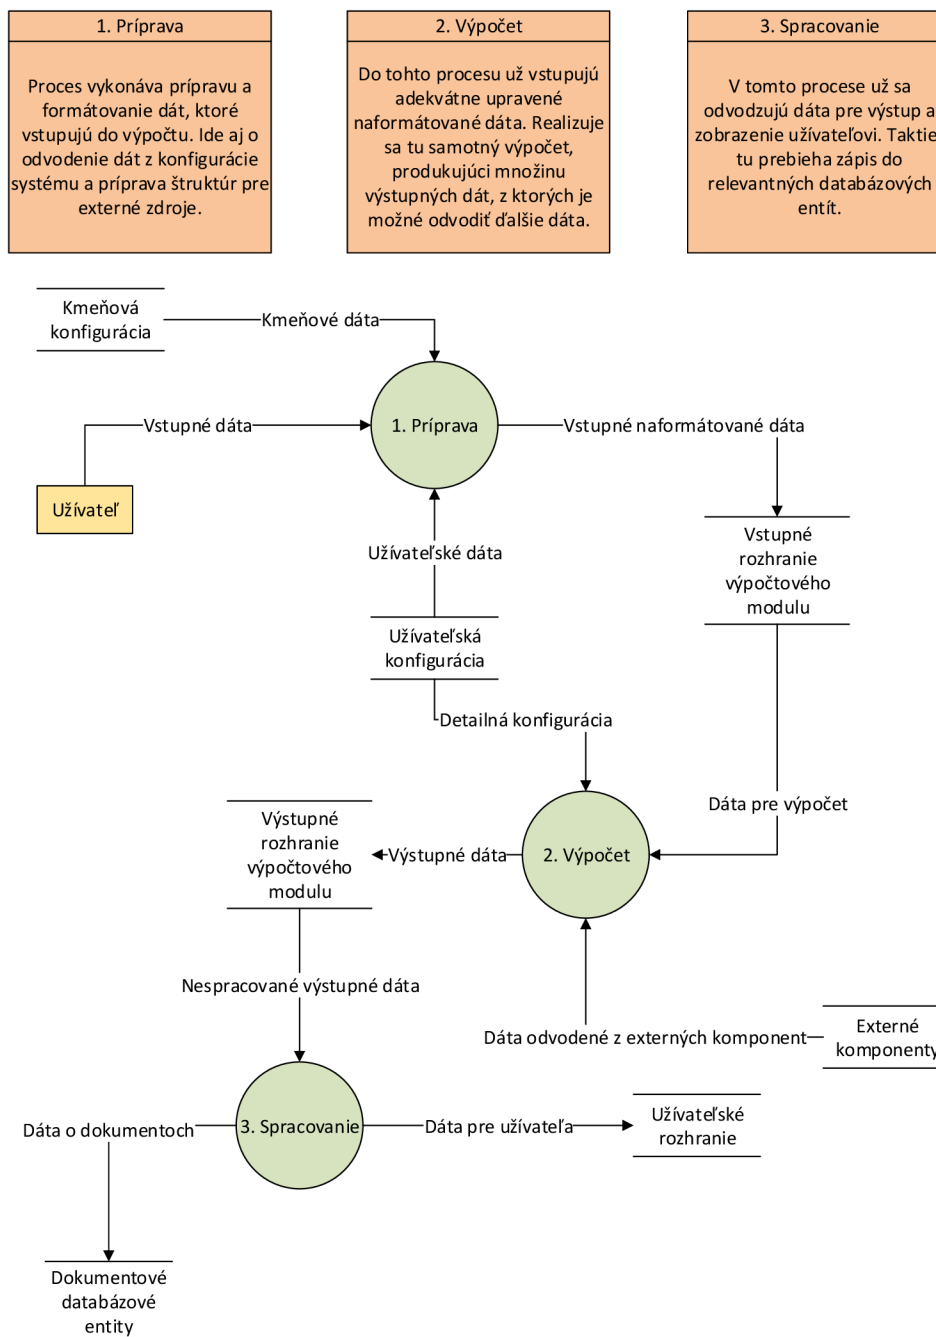 1. Príprava
Proces vykonáva prípravu a
formátovanie dát, ktoré
vstupujú do výpočtu. Ide aj o
odvodenie dát z konfigurácie
systému a príprava štruktúr pre
externé zdroje.
2. Výpočet
Do tohto procesu už vstupujú
adekvátne upravené
naformátované dáta. Realizuje
sa tu samotný výpočet,
produkujúci množinu
výstupných dát, z ktorých je
možné odvodiť ďalšie dáta.
3. Spracovanie
V tomto procese už sa
odvodzujú dáta pre výstup a
zobrazenie užívateľovi. Taktie
tu prebieha zápis do
relevantných databázových
entít.
Kmeňová
konfigurácia
Kmeňové dáta
Vstupné dáta
1. Príprava
Vstupné naformátované dáta
Užívateľ
Užívateľské dáta
Vstupné
rozhranie
výpočtového
modulu
Užívateľská
konfigurácia
Detailná konfigurácia
Dáta pre výpočet
Výstupné
rozhranie
výpočtového
modulu
Výstupné dáta
2. Výpočet
Nespracované výstupné dáta
Dáta odvodené z externých komponent
Externé
komponenty
Dáta o dokumentoch
3. Spracovanie
Dáta pre užívateľa
Užívateľské
rozhranie
Dokumentové
databázové
entity